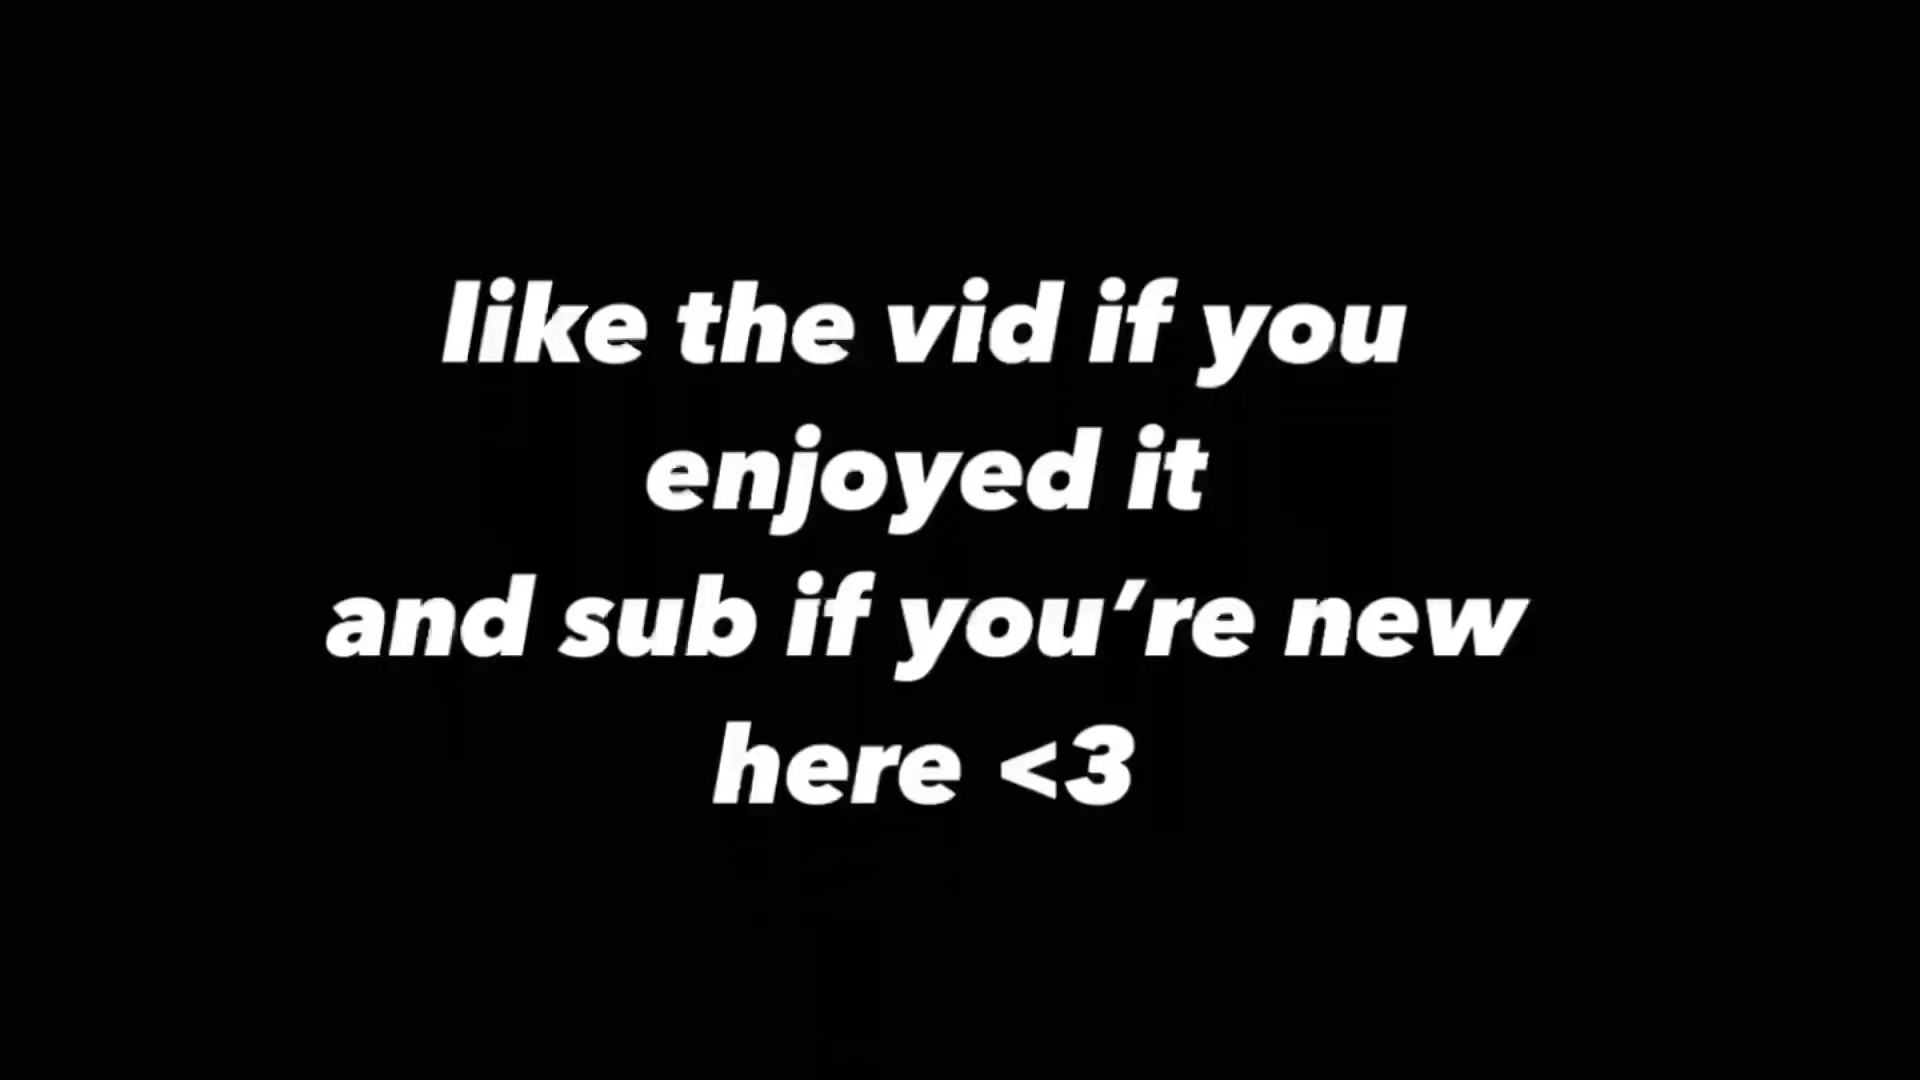 like the vid if you
enjoyed it
and sub if you’re new
here <3